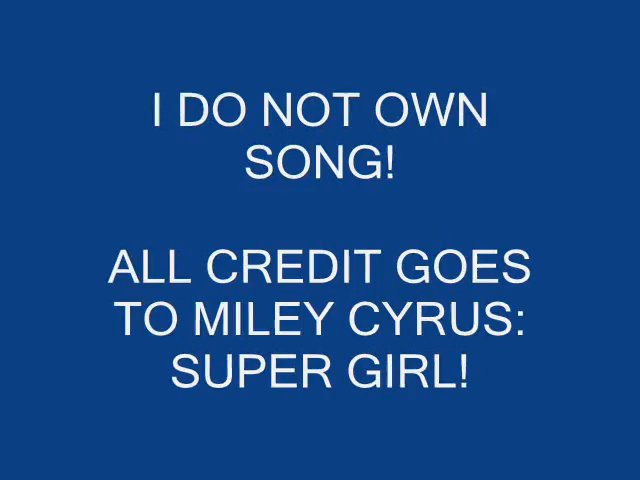 I DO NOT OWN
SONG!
ALL CREDIT GOES
TO MILEY CYRUS:
SUPER GIRL!